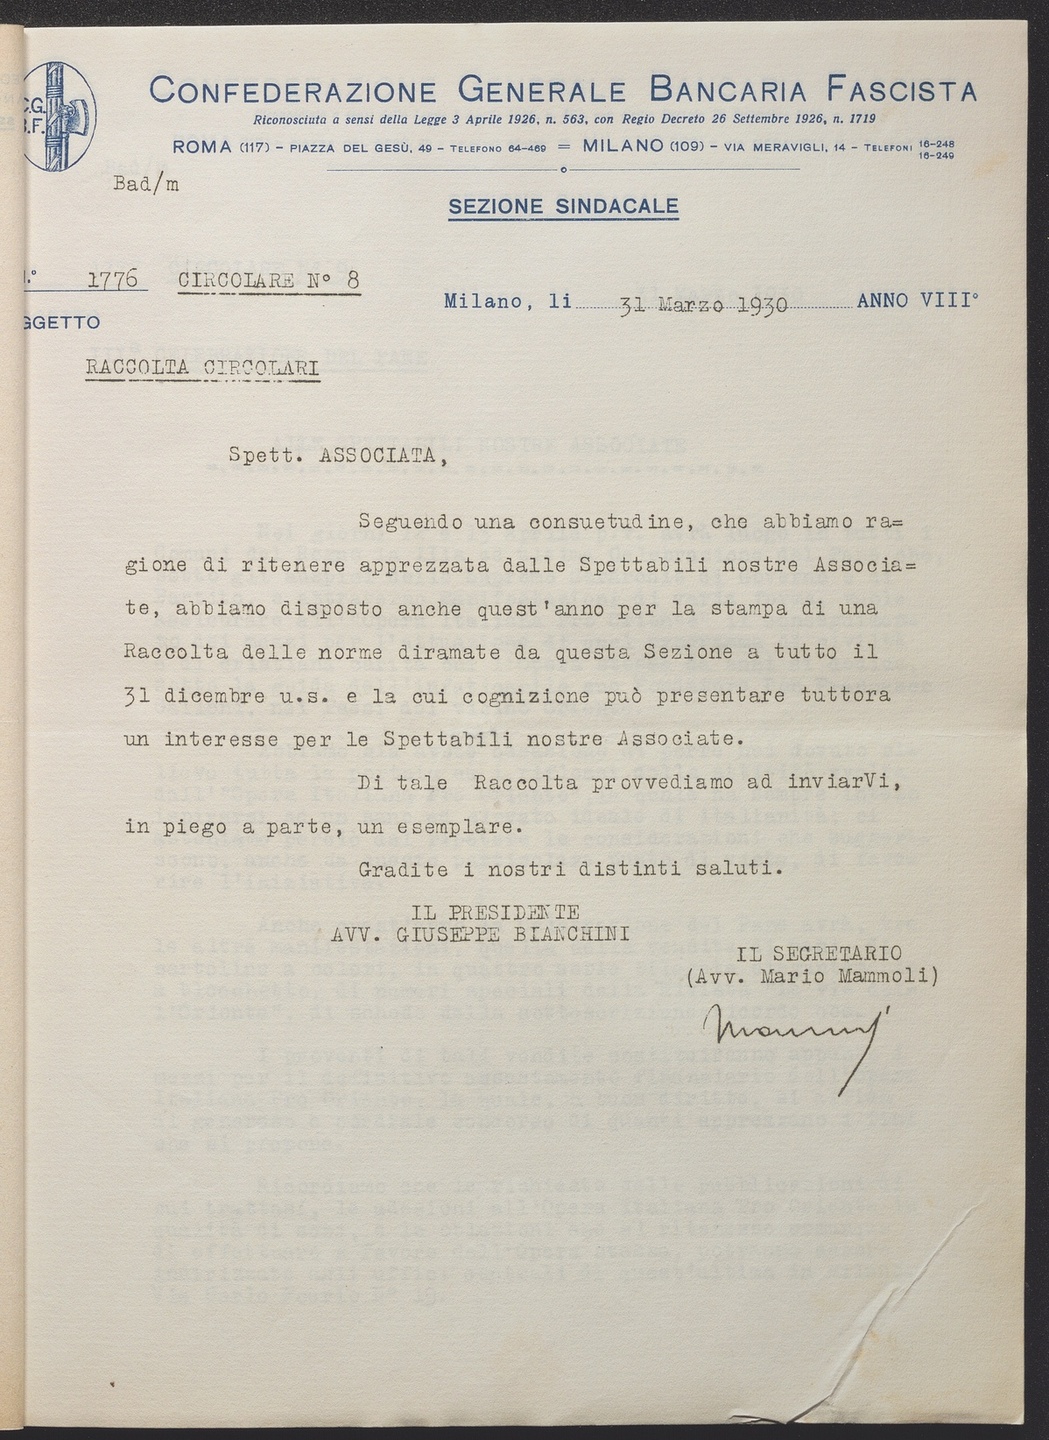 C.G.
B.F.
CONFEDERAZIONE GENERALE BANCARIA FASCISTA
Riconosciuta a sensi della Legge 3 Aprile 1926, n. 563, con Regio Decreto 26 Settembre 1926, n. 1719
ROMA (117) – PIAZZA DEL GESÙ, 49 – TELEFONO 64-469 = MILANO (109) – VIA MERAVIGLI, 14 – TELEFONI 16-248
16-249
Bad/m
SEZIONE SINDACALE
N.° 1776 CIRCOLARE N° 8
Milano, li 31 Marzo 1930 ANNO VIII°
GGETTO
RACCOLTA CIRCOLARI
Spett. ASSOCIATA,
Seguendo una consuetudine, che abbiamo ra=
gione di ritenere apprezzata dalle Spettabili nostre Associa=
te, abbiamo disposto anche quest'anno per la stampa di una
Raccolta delle norme diramate da questa Sezione a tutto il
31 dicembre u.s. e la cui cognizione può presentare tuttora
un interesse per le Spettabili nostre Associate.
Di tale Raccolta provvediamo ad inviarVi,
in piego a parte, un esemplare.
Gradite i nostri distinti saluti.
IL PRESIDENTE
AVV. GIUSEPPE BIANCHINI
IL SEGRETARIO
(Avv. Mario Mammoli)